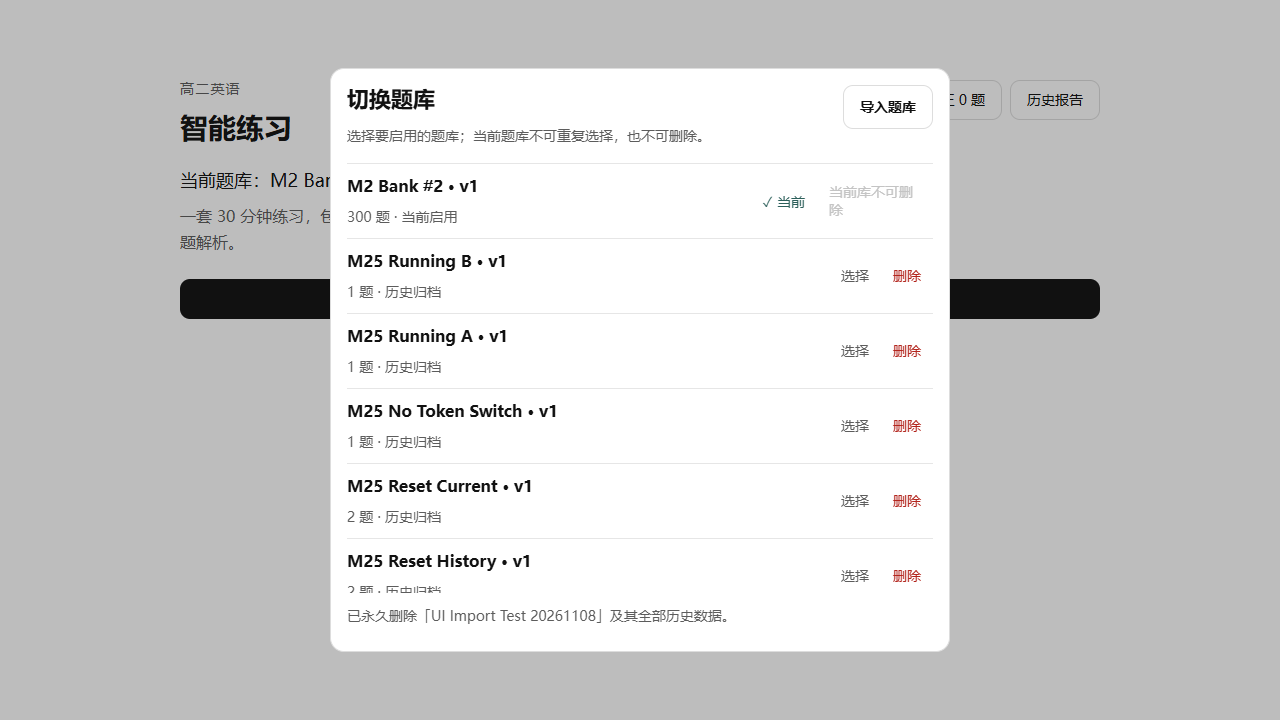 高二英语
智能练习
当前题库：M2 Bar
一套 30 分钟练习，
题解析。
0 题
历史报告
切换题库
导入题库
选择要启用的题库；当前题库不可重复选择，也不可删除。
M2 Bank #2 • v1
300 题 · 当前启用
✓ 当前
当前库不可删
除
M25 Running B • v1
1 题 · 历史归档
选择
删除
M25 Running A • v1
1 题 · 历史归档
选择
删除
M25 No Token Switch • v1
1 题 · 历史归档
选择
删除
M25 Reset Current • v1
2 题 · 历史归档
选择
删除
M25 Reset History • v1
2 题 · 历史归档
选择
删除
已永久删除「UI Import Test 20261108」及其全部历史数据。